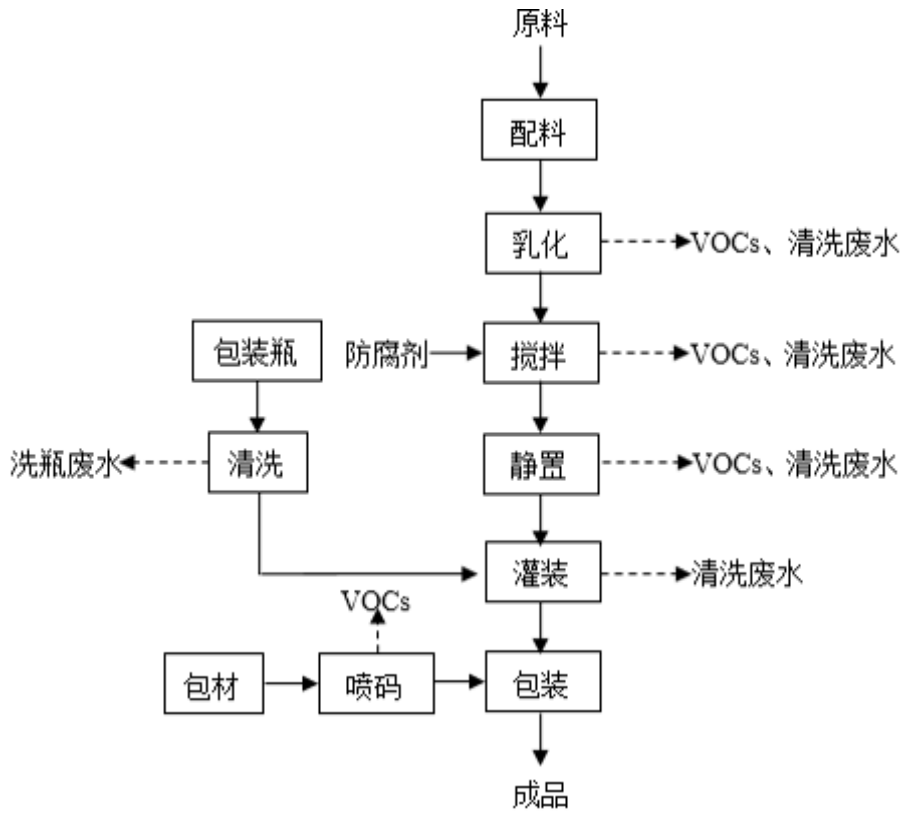 原料
配料
乳化
VOCs、清洗废水
包装瓶
防腐剂
搅拌
VOCs、清洗废水
洗瓶废水
清洗
静置
VOCs、清洗废水
灌装
清洗废水
VOCs
包材
喷码
包装
成品